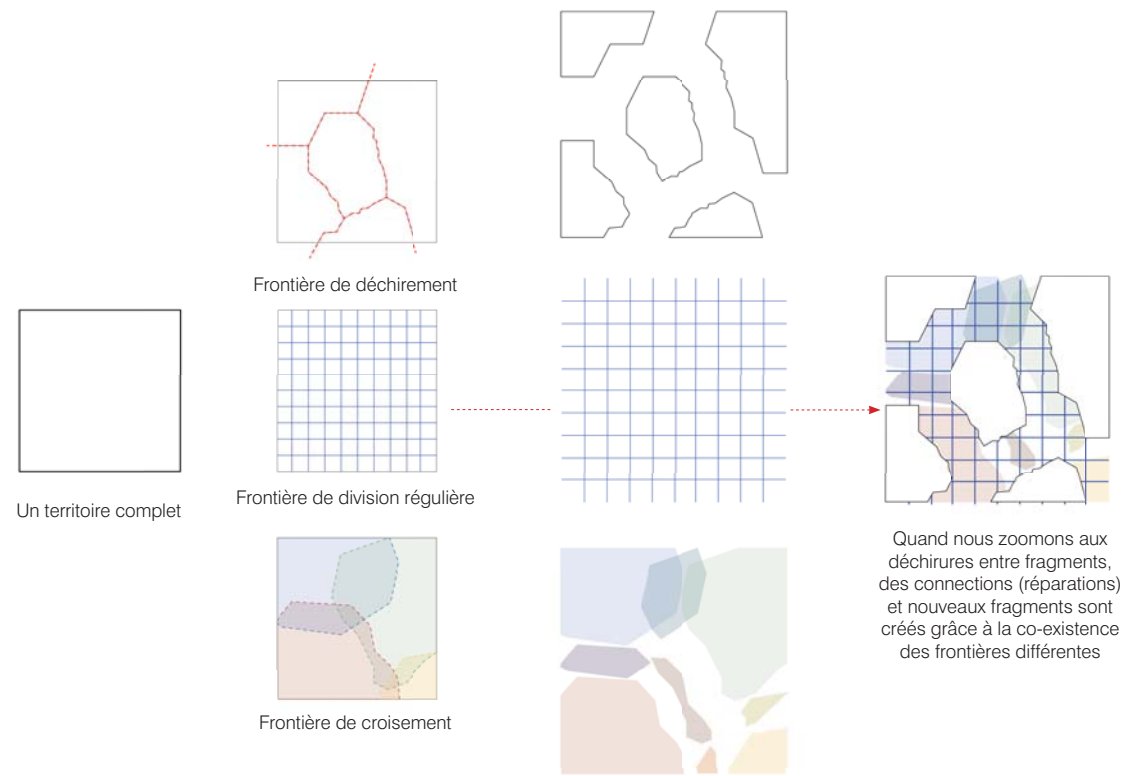 Frontière de déchirement
Un territoire complet
Frontière de division régulière
Frontière de croisement
Quand nous zoomons aux
déchirures entre fragments,
des connections (réparations)
et nouveaux fragments sont
créés grâce à la co-existence
des frontières différentes